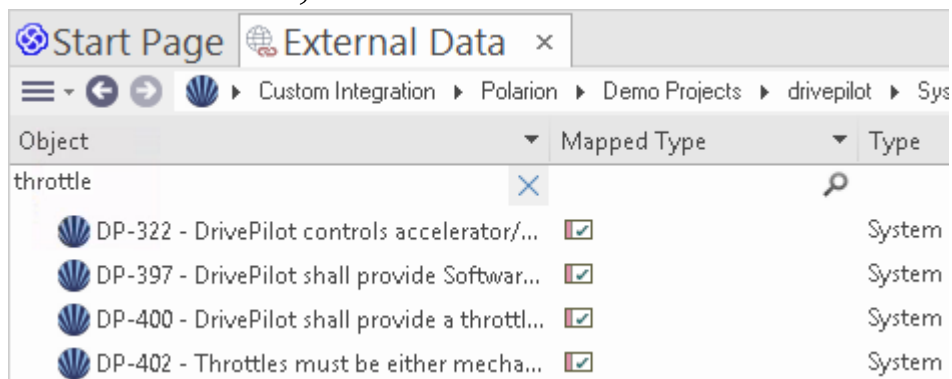 Start Page External Data ×
Custom Integration Polarion Demo Projects drivepilot Sys
Object Mapped Type Type
throttle
DP-322 - DrivePilot controls accelerator/... System
DP-397 - DrivePilot shall provide Softwar... System
DP-400 - DrivePilot shall provide a throttl... System
DP-402 - Throttles must be either mecha... System